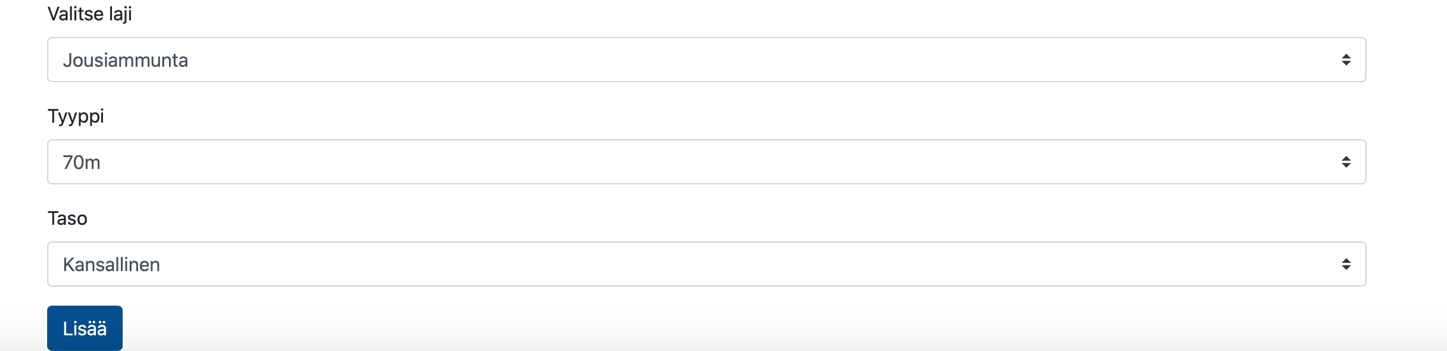 Valitse laji
Jousiammunta
Tyyppi
70m
Taso
Kansallinen
Lisää